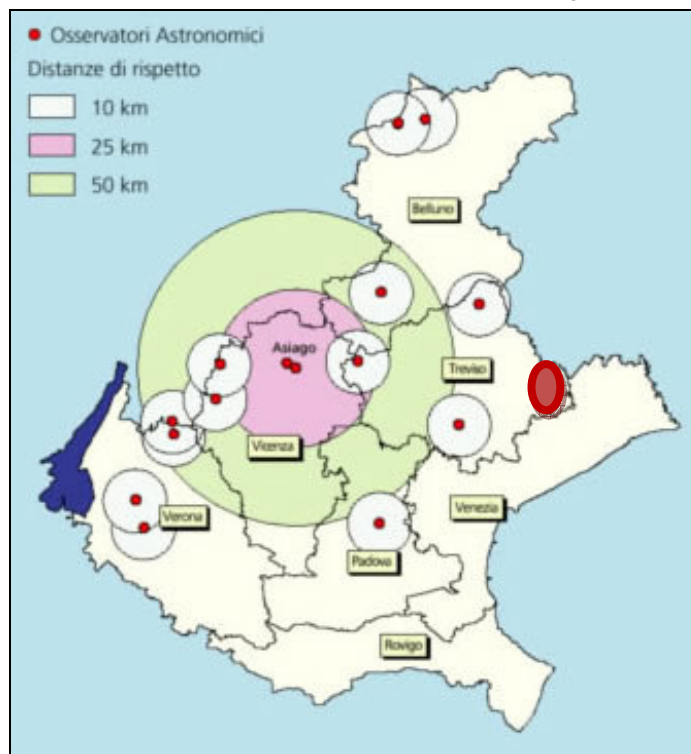 Osservatori Astronomici
Distanze di rispetto
10 km
25 km
50 km
Belluno
Asiago
Treviso
Vicenza
Venezia
Verona
Padova
Rovigo